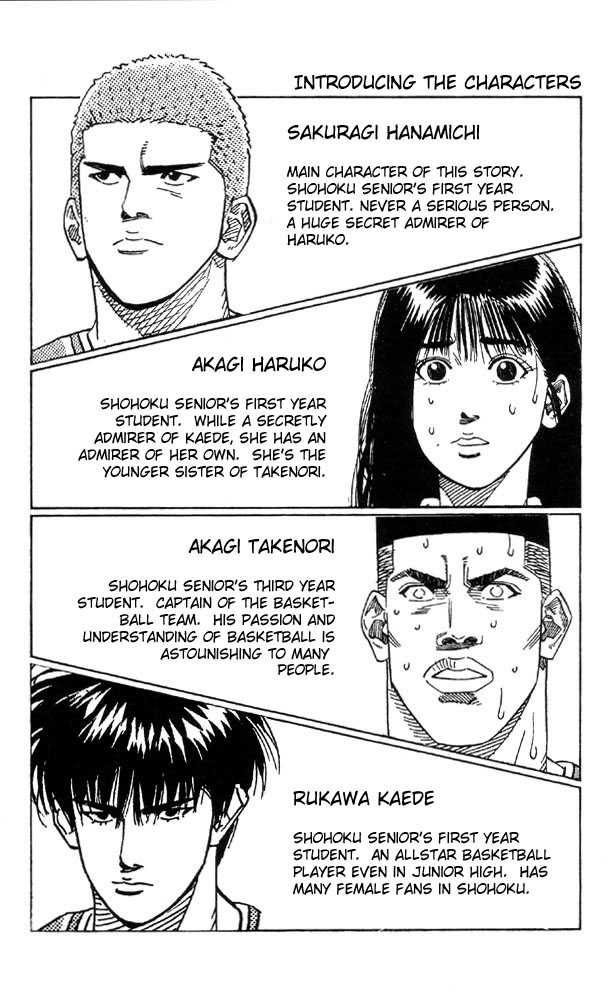 INTRODUCING THE CHARACTERS
SAKURAGI HANAMICHI
MAIN CHARACTER OF THIS STORY.
SHOHOKU SENIOR'S FIRST YEAR
STUDENT. NEVER A SERIOUS PERSON.
A HUGE SECRET ADMIRER OF
HARUKO.
AKAGI HARUKO
SHOHOKU SENIOR'S FIRST YEAR
STUDENT. WHILE A SECRETLY
ADMIRER OF KAEDE, SHE HAS AN
ADMIRER OF HER OWN. SHE'S THE
YOUNGER SISTER OF TAKENORI.
AKAGI TAKENORI
SHOHOKU SENIOR'S THIRD YEAR
STUDENT. CAPTAIN OF THE BASKET-
BALL TEAM. HIS PASSION AND
UNDERSTANDING OF BASKETBALL IS
ASTOUNISHING TO MANY
PEOPLE.
RUKAWA KAEDE
SHOHOKU SENIOR'S FIRST YEAR
STUDENT. AN ALLSTAR BASKETBALL
PLAYER EVEN IN JUNIOR HIGH. HAS
MANY FEMALE FANS IN SHOHOKU.